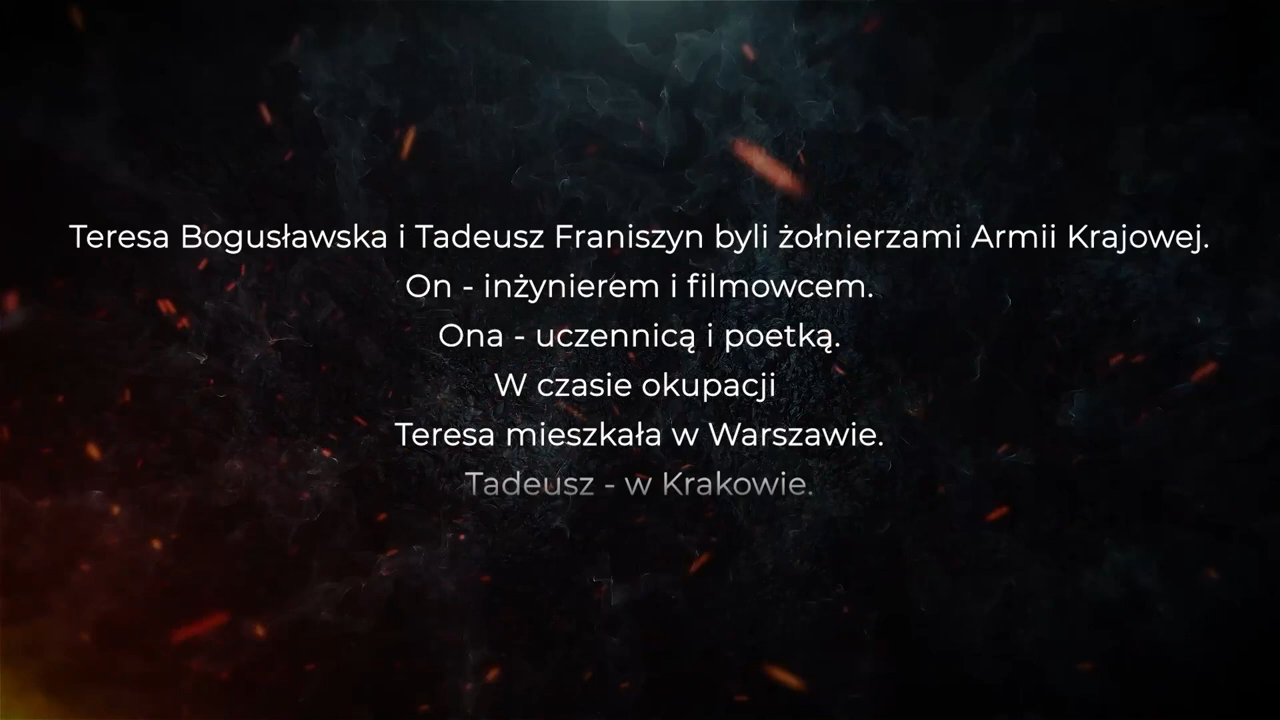 Teresa Bogusławska i Tadeusz Franiszyn byli żołnierzami Armii Krajowej.
On - inżynierem i filmowcem.
Ona - uczennicą i poetką.
W czasie okupacji
Teresa mieszkała w Warszawie.
Tadeusz - w Krakowie.